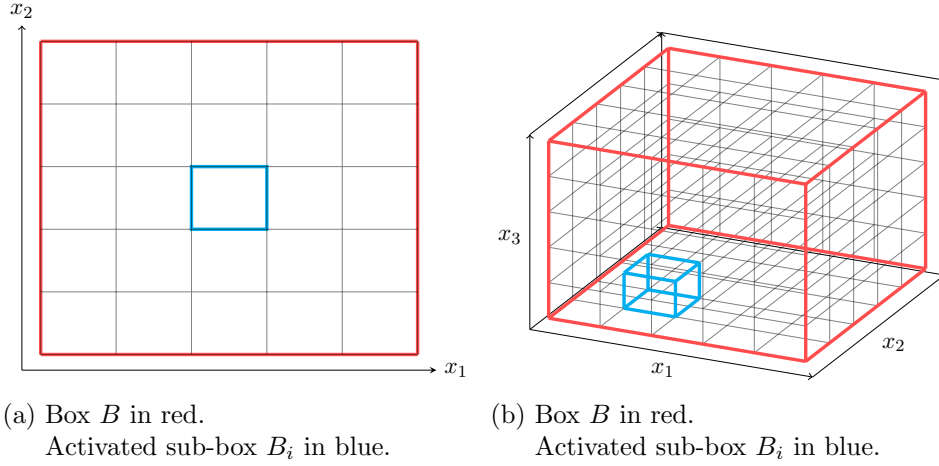 x₂
x₁
x₃
x₁
x₂
(a) Box B in red.
Activated sub-box Bᵢ in blue.
(b) Box B in red.
Activated sub-box Bᵢ in blue.